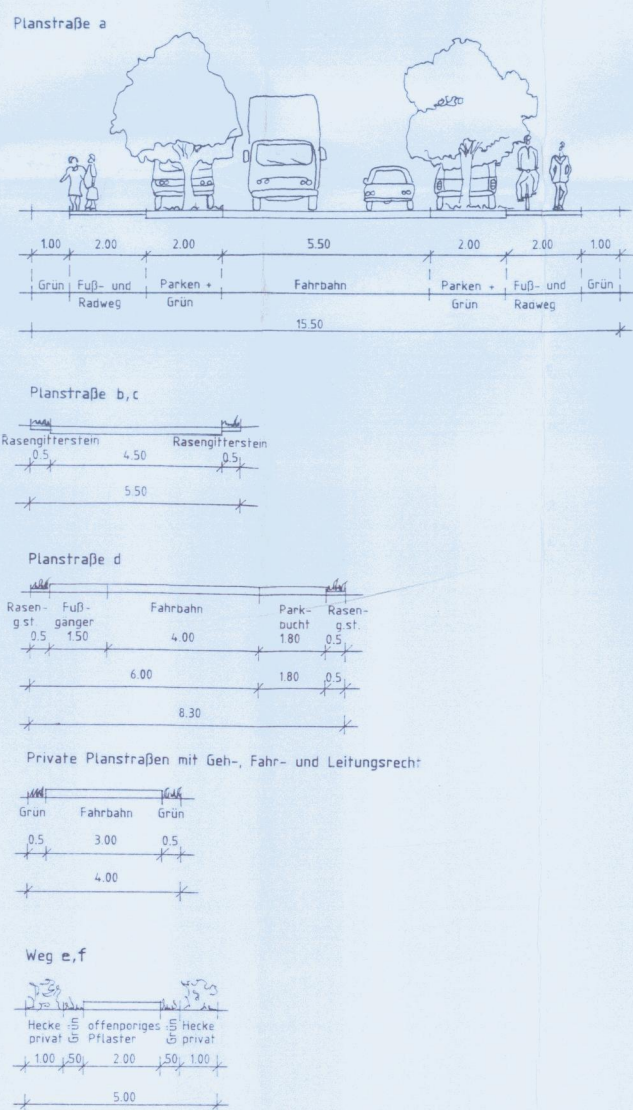 Planstraße a
1.00 2.00 2.00 5.50 2.00 2.00 1.00
Grün Fuß- und Parken + Fahrbahn Parken + Fuß- und Grün
Radweg Grün Grün Radweg
15.50
Planstraße b,c
Rasengitterstein Rasengitterstein
0.5 4.50 0.5
5.50
Planstraße d
Rasen- Fuß- Fahrbahn Park- Rasen-
g.st. gänger bucht g.st.
0.5 1.50 4.00 1.80 0.5
6.00 1.80 0.5
8.30
Private Planstraßen mit Geh-, Fahr- und Leitungsrecht
Grün Fahrbahn Grün
0.5 3.00 0.5
4.00
Weg e,f
Hecke Grün offenporiges Grün Hecke
privat Pflaster privat
1.00 .50 2.00 .50 1.00
5.00